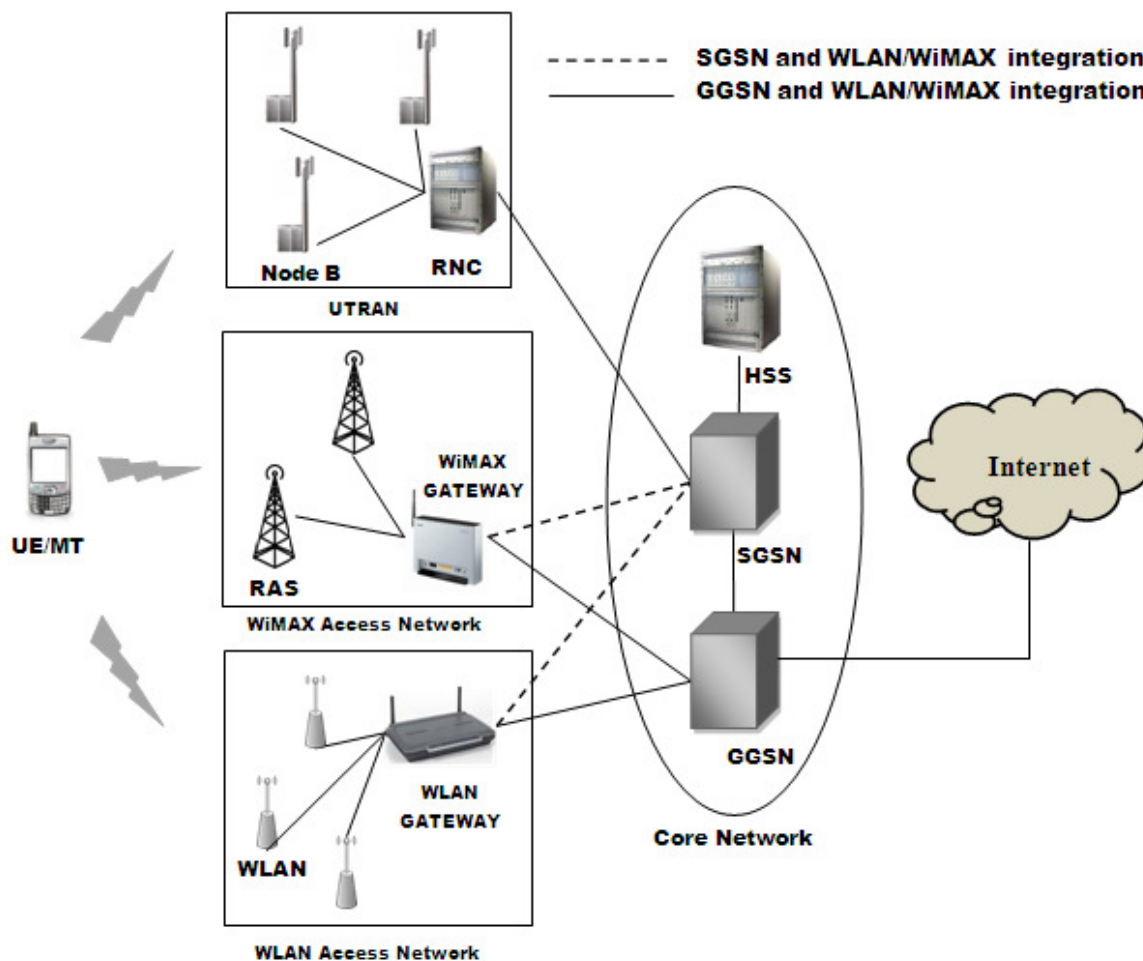 SGSN and WLAN/WiMAX integration
GGSN and WLAN/WiMAX integration
Node B
RNC
UTRAN
HSS
WiMAX
GATEWAY
Internet
UE/MT
RAS
SGSN
WiMAX Access Network
GGSN
WLAN
GATEWAY
Core Network
WLAN
WLAN Access Network